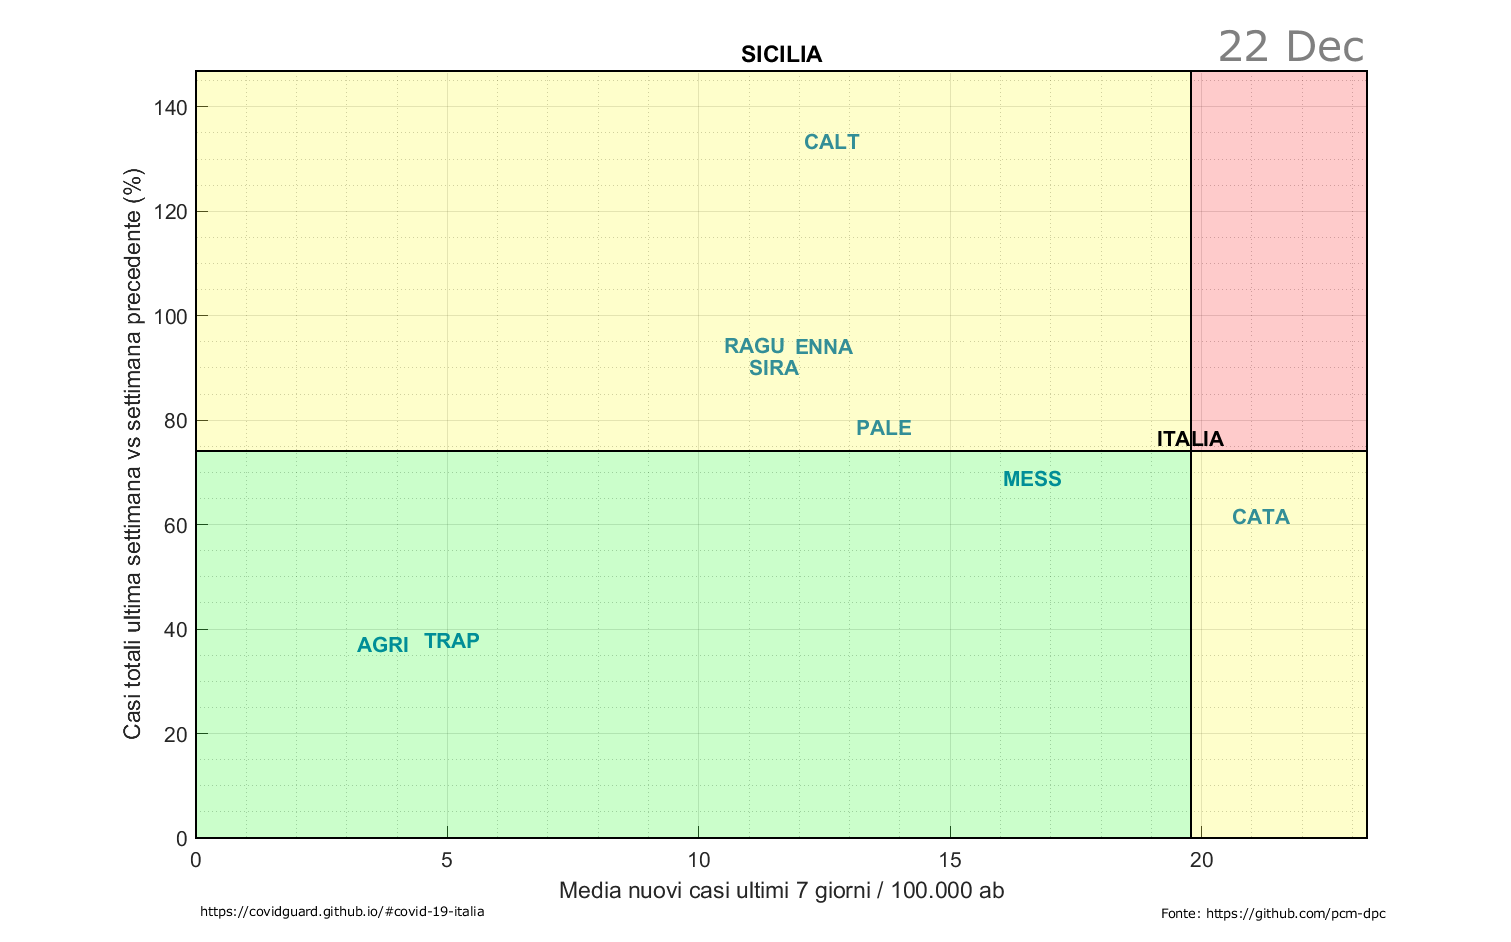 22 Dec
SICILIA
Casi totali ultima settimana vs settimana precedente (%)
140
120
100
80
60
40
20
0
CALT
RAGU ENNA
SIRA
PALE
ITALIA
MESS
CATA
AGRI TRAP
0 5 10 15 20
Media nuovi casi ultimi 7 giorni / 100.000 ab
https://covidguard.github.io/#covid-19-italia
Fonte: https://github.com/pcm-dpc